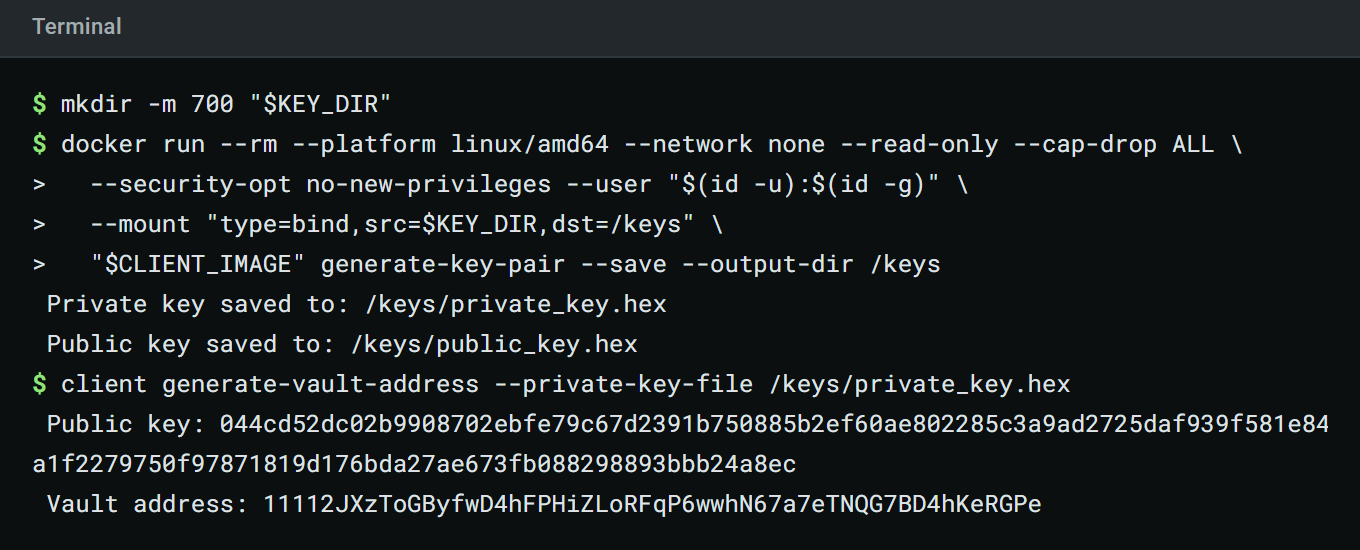 Terminal
$ mkdir -m 700 "$KEY_DIR"
$ docker run --rm --platform linux/amd64 --network none --read-only --cap-drop ALL \
>   --security-opt no-new-privileges --user "$(id -u):$(id -g)" \
>   --mount "type=bind,src=$KEY_DIR,dst=/keys" \
>   "$CLIENT_IMAGE" generate-key-pair --save --output-dir /keys
Private key saved to: /keys/private_key.hex
Public key saved to: /keys/public_key.hex
$ client generate-vault-address --private-key-file /keys/private_key.hex
Public key: 044cd52dc02b9908702ebfe79c67d2391b750885b2ef60ae802285c3a9ad2725daf939f581e84
a1f2279750f97871819d176bda27ae673fb088298893bbb24a8ec
Vault address: 11112JXzToGByfwD4hFPHiZLoRFqP6wwhN67a7eTNQG7BD4hKeRGPe